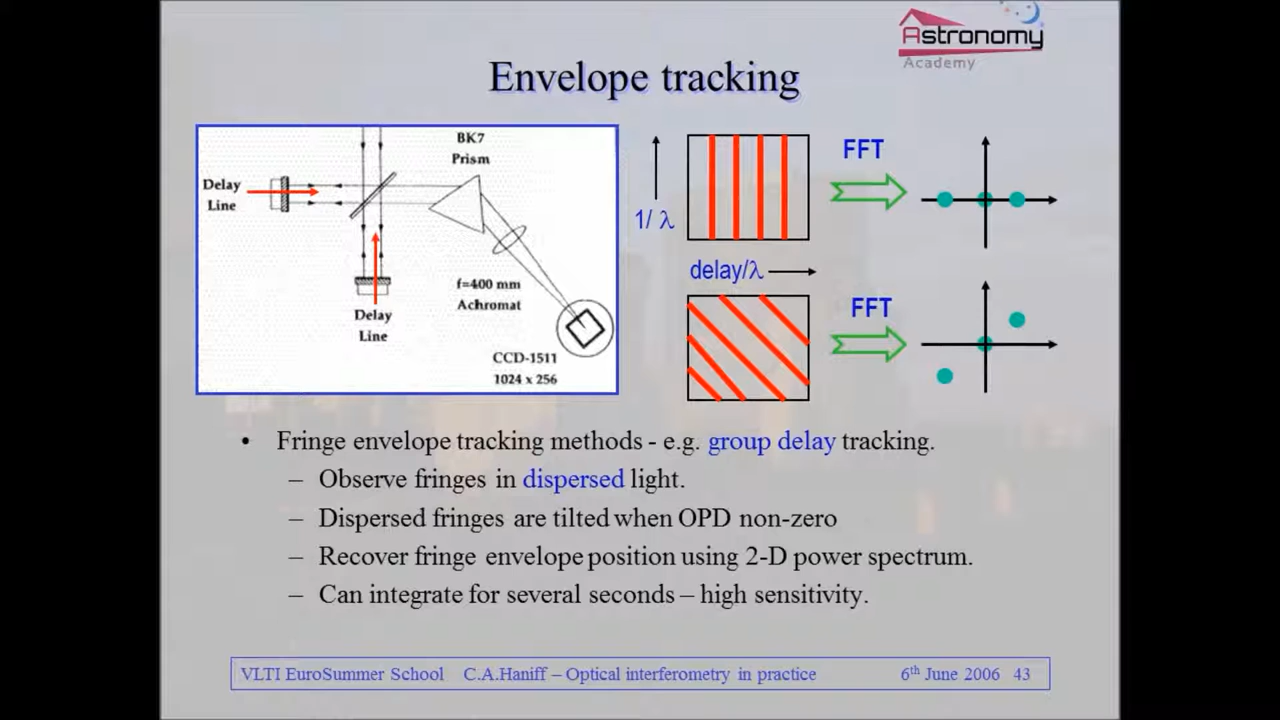 Astronomy
Academy
Envelope tracking
BK7
Prism
Delay
Line
f=400 mm
Achromat
Delay
Line
CCD-1511
1024 x 256
1/ λ
FFT
delay/λ
FFT
• Fringe envelope tracking methods - e.g. group delay tracking.
– Observe fringes in dispersed light.
– Dispersed fringes are tilted when OPD non-zero
– Recover fringe envelope position using 2-D power spectrum.
– Can integrate for several seconds – high sensitivity.
VLTI EuroSummer School C.A.Haniff – Optical interferometry in practice 6th June 2006 43